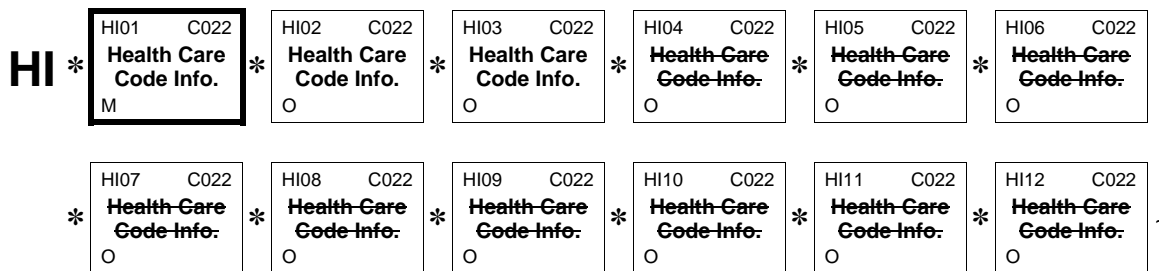 HI01 C022 HI02 C022 HI03 C022 HI04 C022 HI05 C022 HI06 C022
HI * Health Care * Health Care * Health Care * Health Care * Health Care * Health Care
Code Info. Code Info. Code Info. Code Info. Code Info. Code Info.
M O O O O O
HI07 C022 HI08 C022 HI09 C022 HI10 C022 HI11 C022 HI12 C022
* Health Care * Health Care * Health Care * Health Care * Health Care * Health Care ~
Code Info. Code Info. Code Info. Code Info. Code Info. Code Info.
O O O O O O